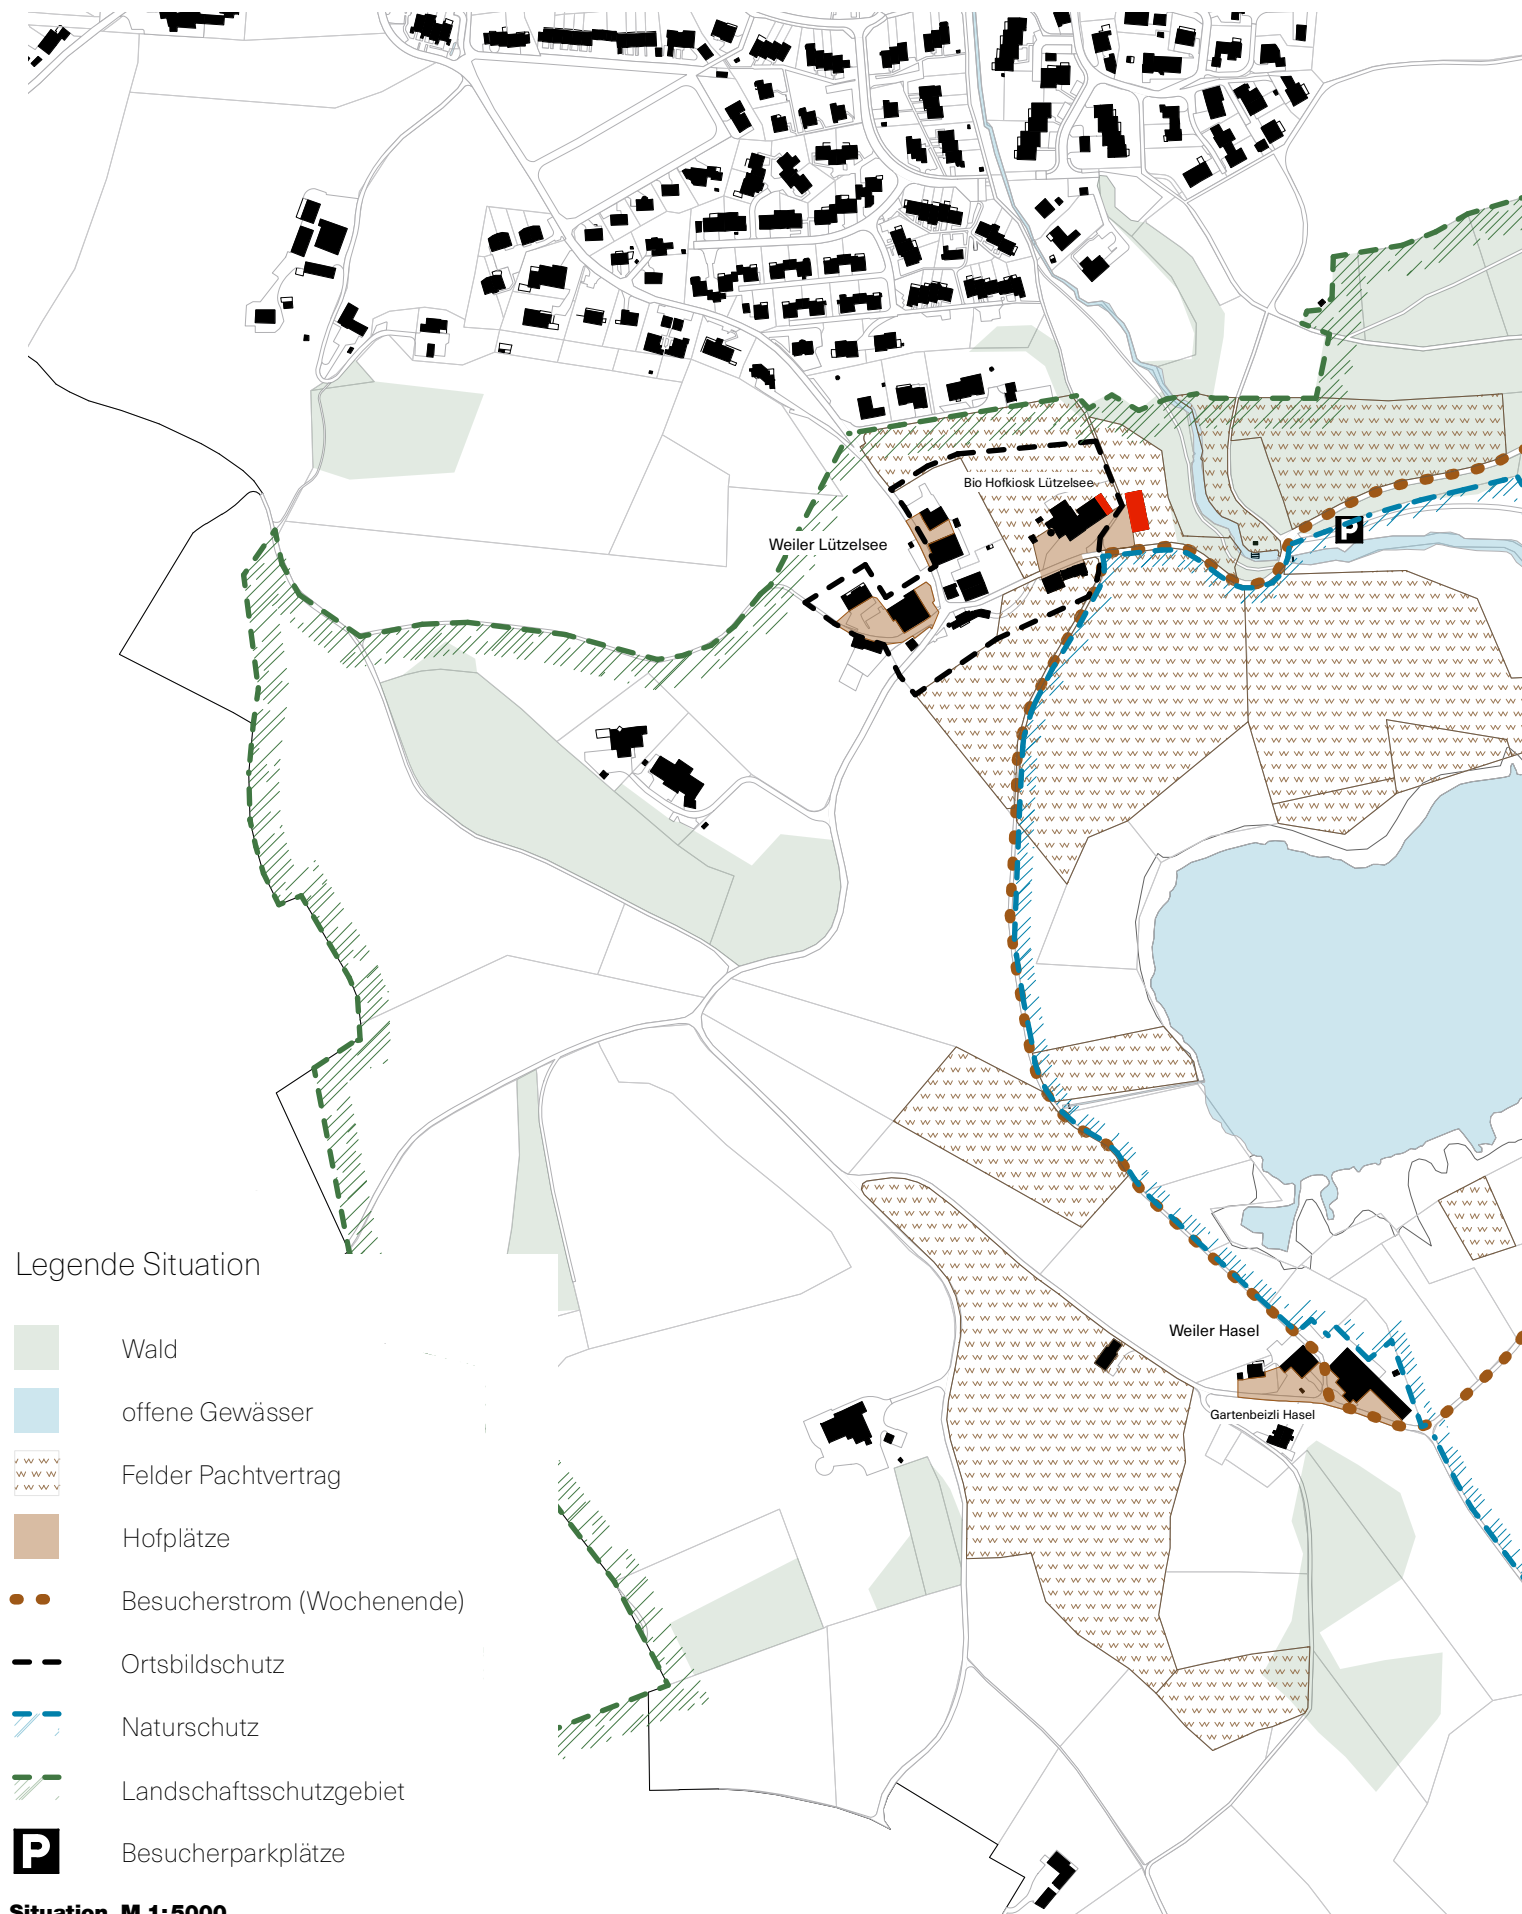 Bio Hofkiosk Lützelsee
P
Weiler Lützelsee
Weiler Hasel
Gartenbeizli Hasel
Legende Situation
Wald
offene Gewässer
Felder Pachtvertrag
Hofplätze
Besucherstrom (Wochenende)
Ortsbildschutz
Naturschutz
Landschaftsschutzgebiet
P Besucherparkplätze
Situation M 1:5000